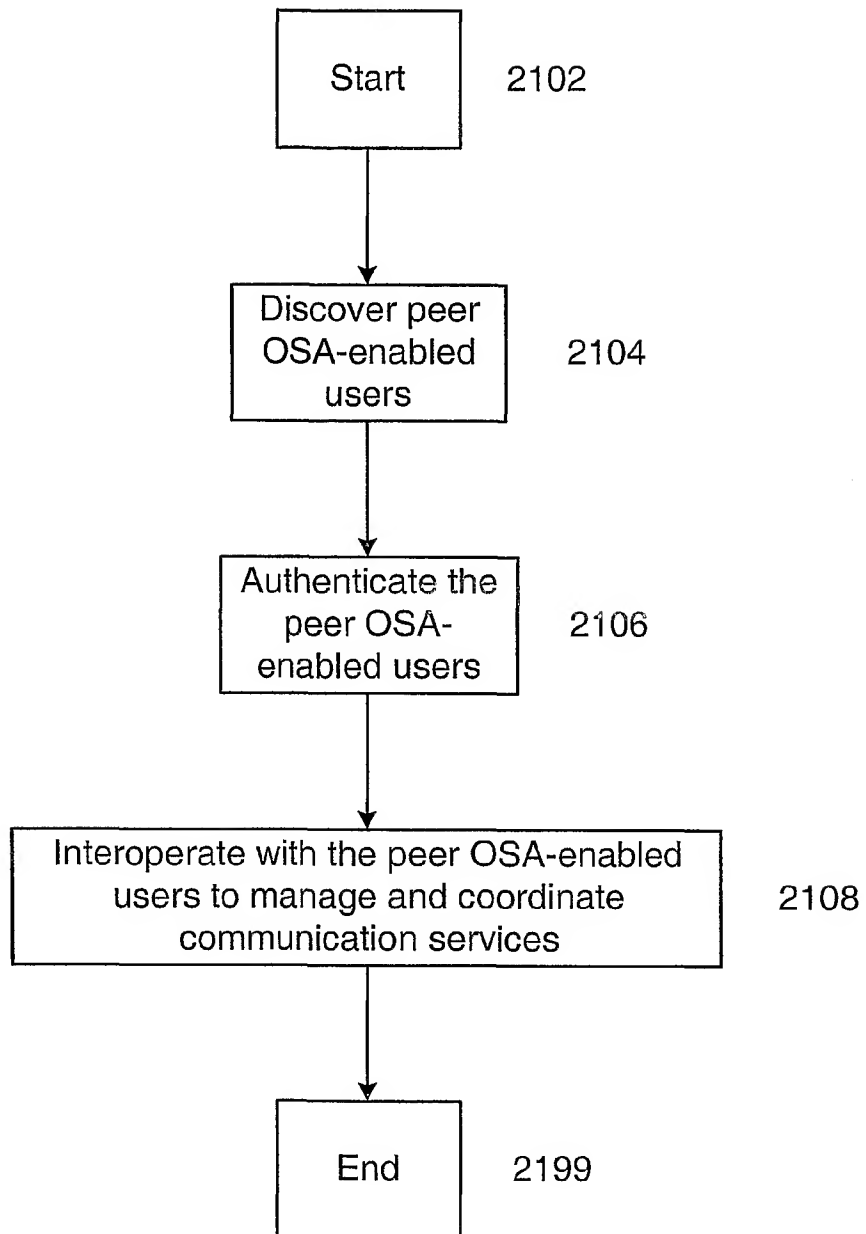 Start 2102
Discover peer
OSA-enabled 2104
users
Authenticate the
peer OSA- 2106
enabled users
Interoperate with the peer OSA-enabled
users to manage and coordinate 2108
communication services
End 2199